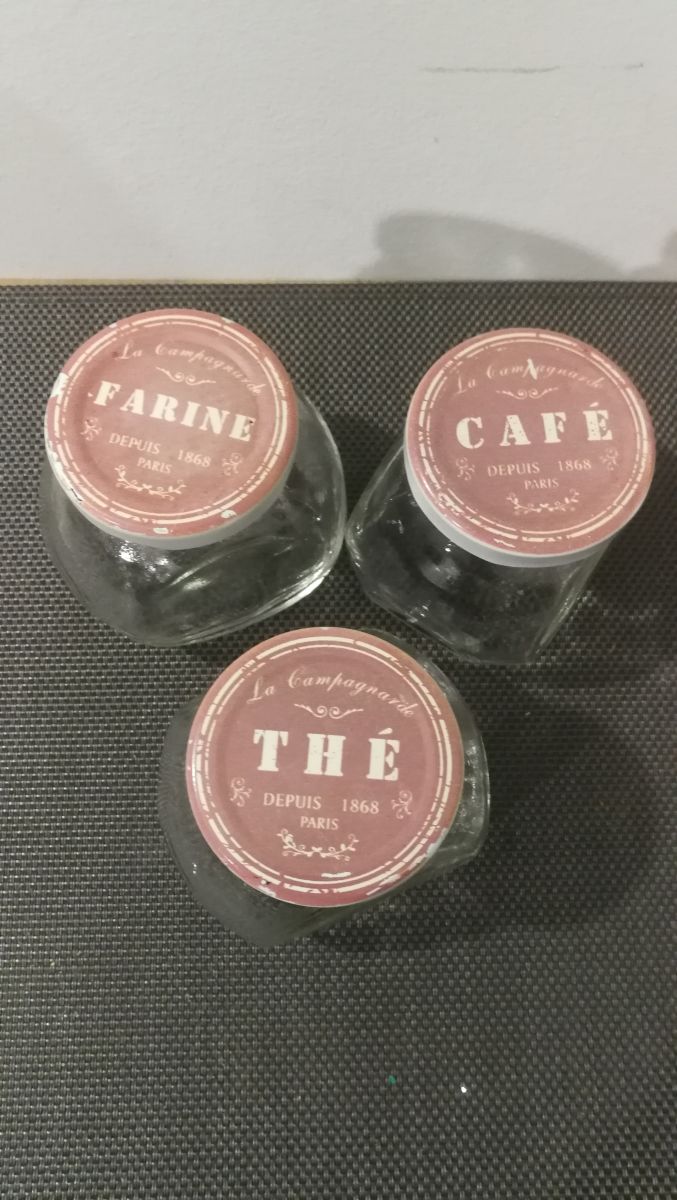 La Campagnarde
FARINE
DEPUIS 1868
PARIS
La Campagnarde
CAFÉ
DEPUIS 1868
PARIS
La Campagnarde
THÉ
DEPUIS 1868
PARIS